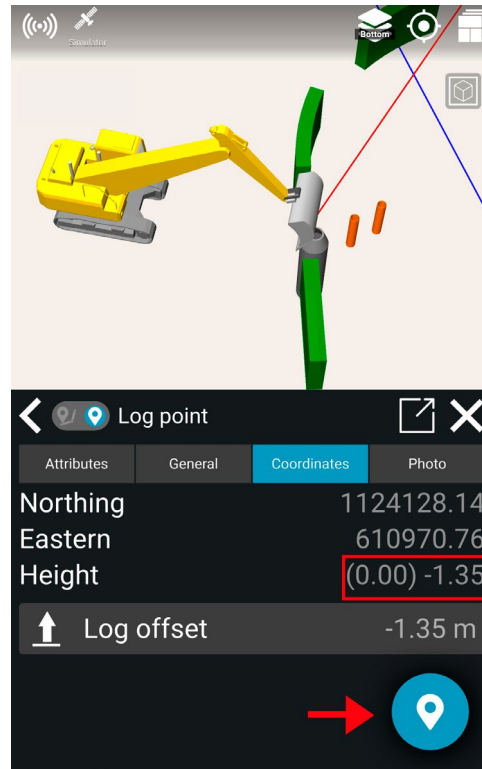 Simulator
Bottom
Log point
Attributes General Coordinates Photo
Northing 1124128.14
Eastern 610970.76
Height (0.00) -1.35
Log offset -1.35 m